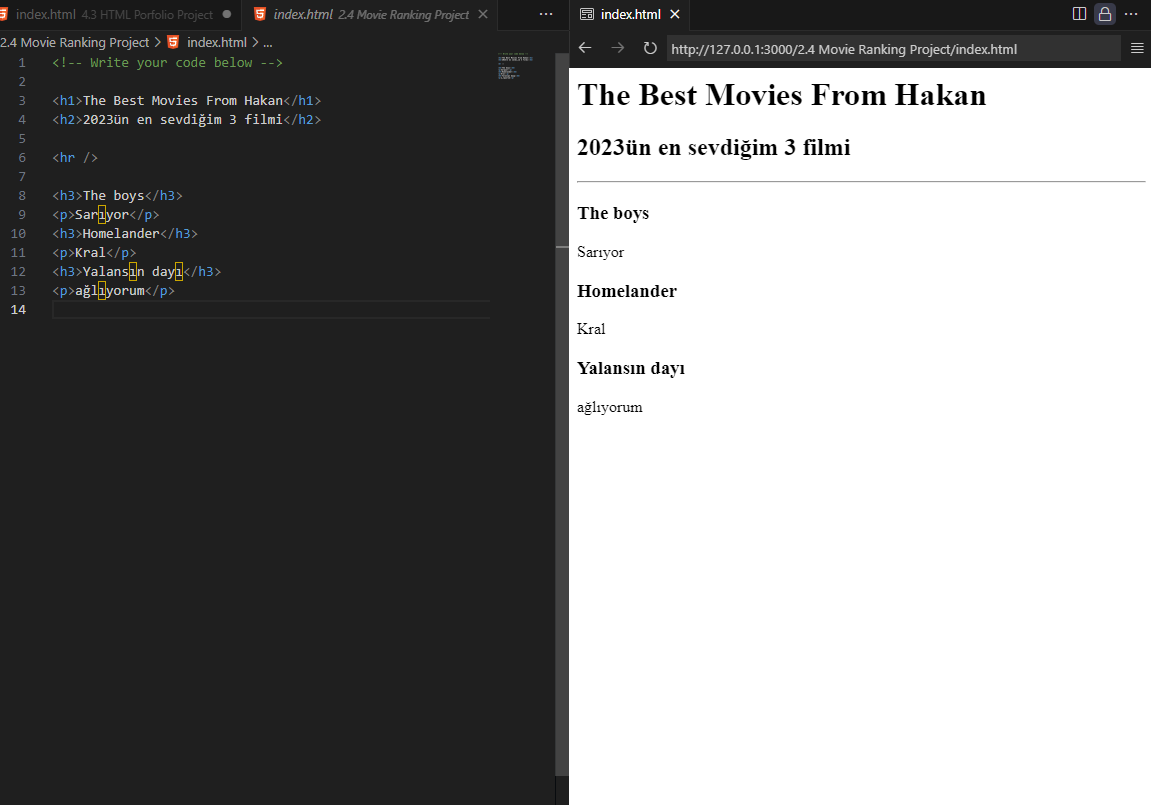 index.html 4.3 HTML Porfolio Project
index.html 2.4 Movie Ranking Project
2.4 Movie Ranking Project > index.html > ...
1 <!-- Write your code below -->
2
3 <h1>The Best Movies From Hakan</h1>
4 <h2>2023ün en sevdiğim 3 filmi</h2>
5
6 <hr />
7
8 <h3>The boys</h3>
9 <p>Sarıyor</p>
10 <h3>Homelander</h3>
11 <p>Kral</p>
12 <h3>Yalansın dayı</h3>
13 <p>ağlıyorum</p>
14
index.html
http://127.0.0.1:3000/2.4 Movie Ranking Project/index.html
The Best Movies From Hakan
2023ün en sevdiğim 3 filmi
The boys
Sarıyor
Homelander
Kral
Yalansın dayı
ağlıyorum